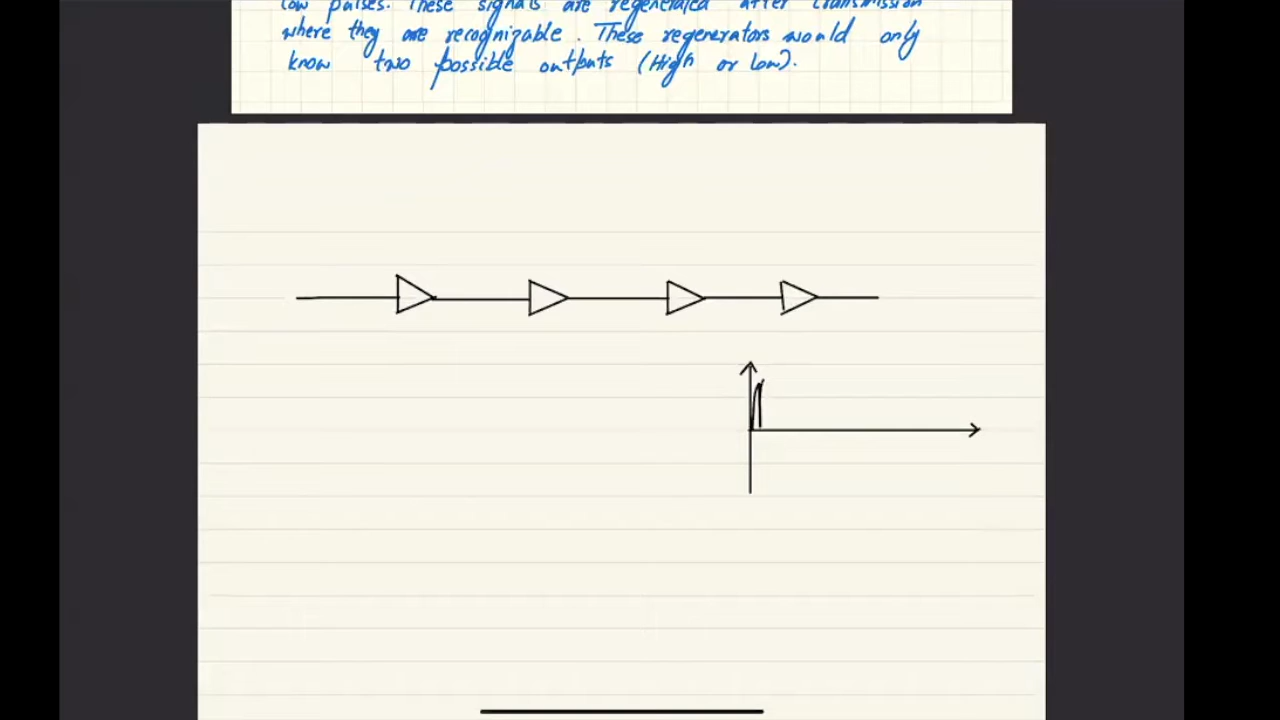 low pulses. These signals are regenerated after transmission
where they are recognizable. These regenerators would only
know two possible outputs (High or low).